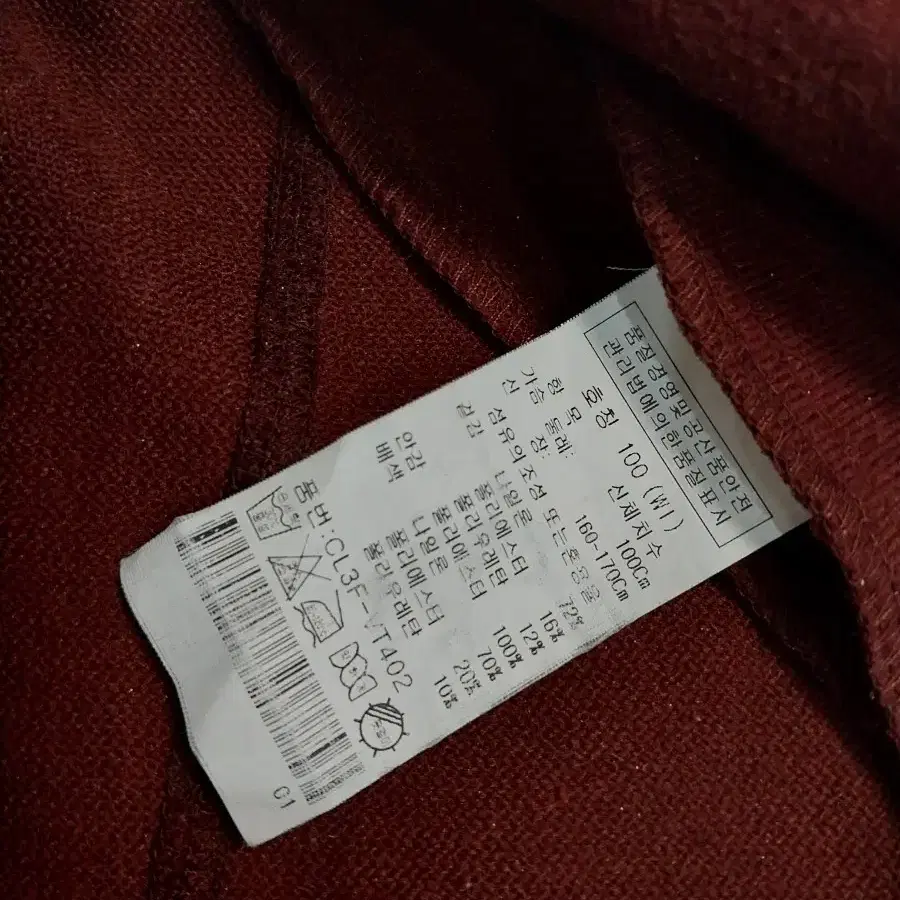 품질경영및공산품안전
관리법에의한품질표시
호칭 100 (WI)
항 목 신체치수
가슴둘레: 100Cm
신 장: 160-170Cm
섬유의조성 또는혼용율
겉감 나일론 72%
폴리에스터 16%
폴리우레탄 12%
안감 폴리에스터 100%
배색 나일론 70%
폴리에스터 20%
폴리우레탄 10%
품번:CL3F-VT402